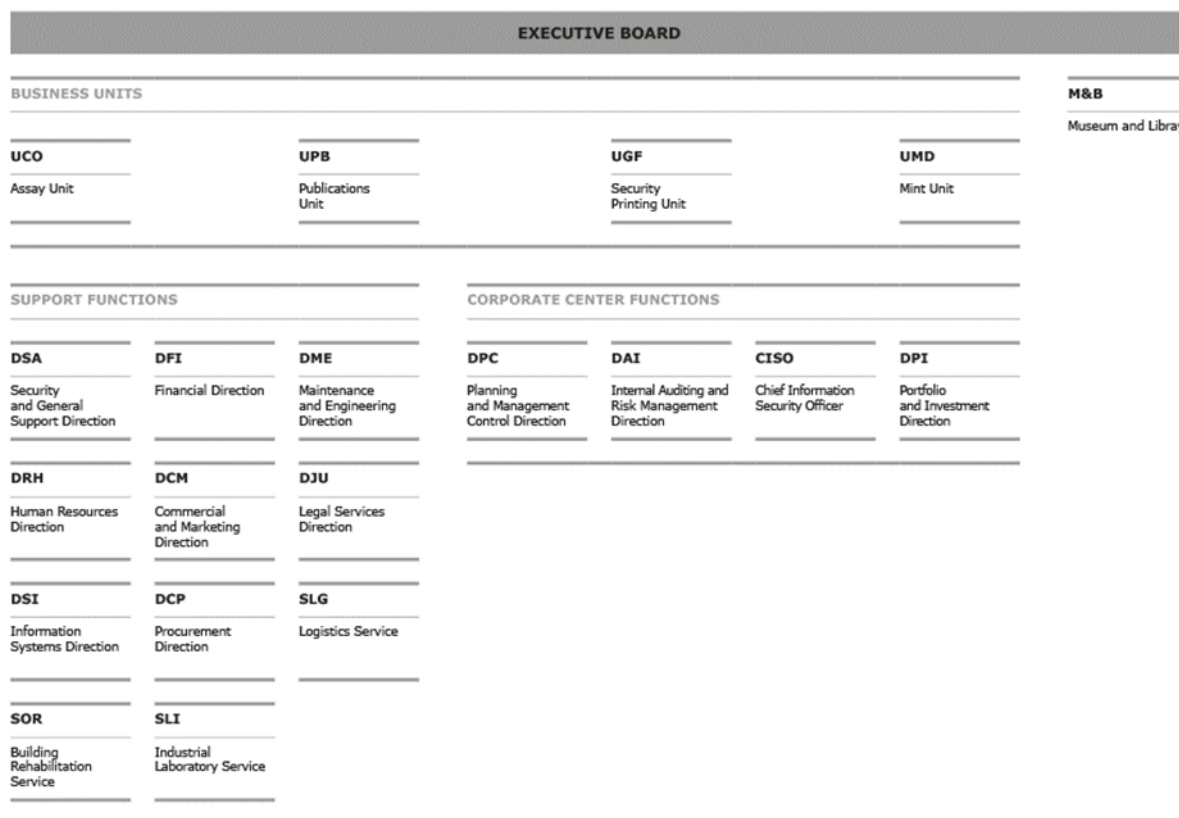 EXECUTIVE BOARD
BUSINESS UNITS
M&B
Museum and
UCO
Assay Unit
UPB
Publications
Unit
UGF
Security
Printing Unit
UMD
Mint Unit
SUPPORT FUNCTIONS
DSA
Security
and General
Support Direction
DFI
Financial Direction
DME
Maintenance
and Engineering
Direction
DRH
Human Resources
Direction
DCM
Commercial
and Marketing
Direction
DJU
Legal Services
Direction
DSI
Information
Systems Direction
DCP
Procurement
Direction
SLG
Logistics Service
SOR
Building
Rehabilitation
Service
SLI
Industrial
Laboratory Service
CORPORATE CENTER FUNCTIONS
DPC
Planning
and Management
Control Direction
DAI
Internal Auditing and
Risk Management
Direction
CISO
Chief Information
Security Officer
DPI
Portfolio
and Investment
Direction